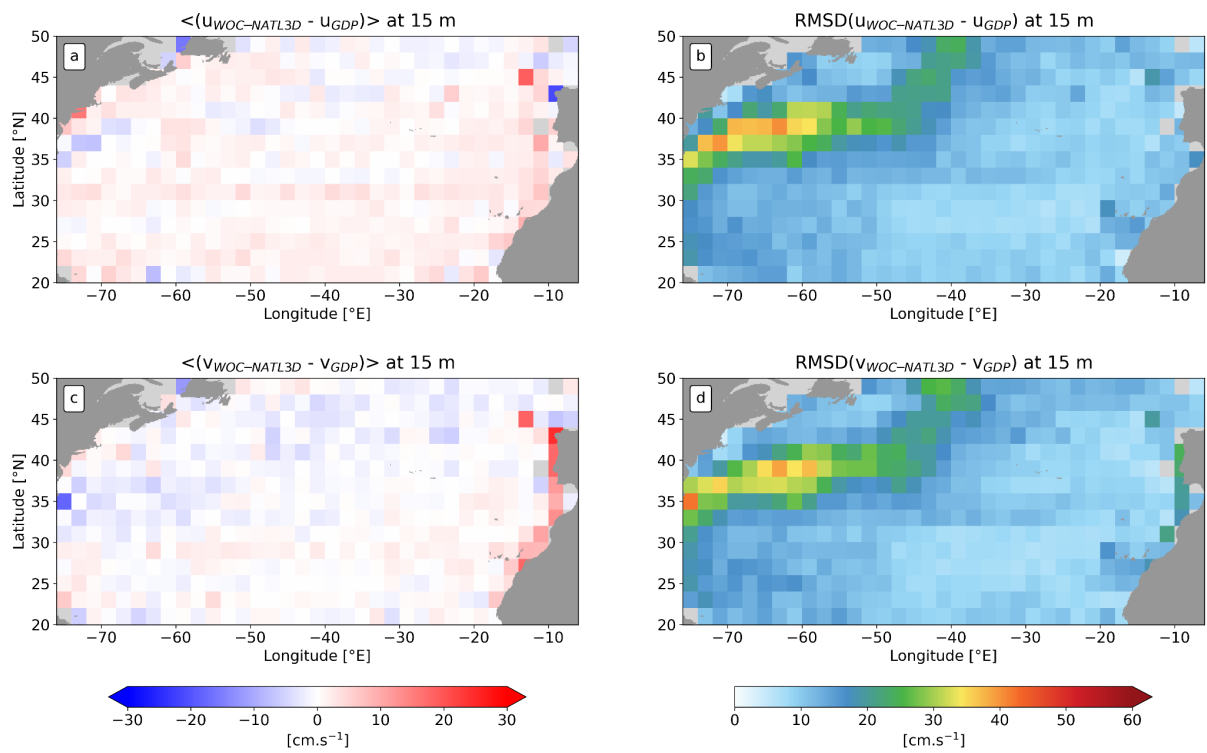 <(u_WOC−NATL3D - u_GDP)> at 15 m
RMSD(u_WOC−NATL3D - u_GDP) at 15 m
a
b
50
45
40
35
30
25
20
Latitude [°N]
−70 −60 −50 −40 −30 −20 −10
Longitude [°E]
50
45
40
35
30
25
20
Latitude [°N]
−70 −60 −50 −40 −30 −20 −10
Longitude [°E]
<(v_WOC−NATL3D - v_GDP)> at 15 m
RMSD(v_WOC−NATL3D - v_GDP) at 15 m
c
d
50
45
40
35
30
25
20
Latitude [°N]
−70 −60 −50 −40 −30 −20 −10
Longitude [°E]
50
45
40
35
30
25
20
Latitude [°N]
−70 −60 −50 −40 −30 −20 −10
Longitude [°E]
−30 −20 −10 0 10 20 30
[cm.s⁻¹]
0 10 20 30 40 50 60
[cm.s⁻¹]